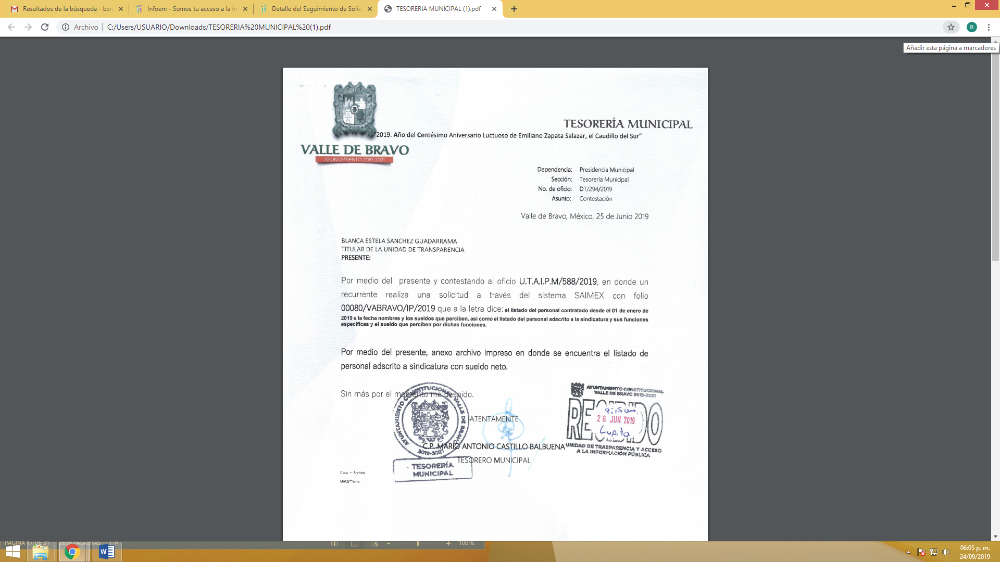 Resultados de la búsqueda - ber
Infoem - Somos tu acceso a la in
Detalle del Seguimiento de Solici
TESORERIA MUNICIPAL (1).pdf
Archivo
C:/Users/USUARIO/Downloads/TESORERIA%20MUNICIPAL%20(1).pdf
B
Añadir esta página a marcadores
TESORERÍA MUNICIPAL
"2019. Año del Centésimo Aniversario Luctuoso de Emiliano Zapata Salazar, el Caudillo del Sur"
VALLE DE BRAVO
AYUNTAMIENTO 2019-2021
Dependencia: Presidencia Municipal
Sección: Tesorería Municipal
No. de oficio: DT/294/2019
Asunto: Contestación
Valle de Bravo, México, 25 de Junio 2019
BLANCA ESTELA SANCHEZ GUADARRAMA
TITULAR DE LA UNIDAD DE TRANSPARENCIA
PRESENTE:
Por medio del presente y contestando al oficio U.T.A.I.P.M/588/2019, en donde un
recurrente realiza una solicitud a través del sistema SAIMEX con folio
00080/VABRAVO/IP/2019 que a la letra dice: el listado del personal contratado desde el 01 de enero de
2019 a la fecha nombres y los sueldos que perciben, asi como el listado del personal adscrito a la sindicatura y sus funciones
especificas y el sueldo que perciben por dichas funciones.
Por medio del presente, anexo archivo impreso en donde se encuentra el listado de
personal adscrito a sindicatura con sueldo neto.
Sin más por el momento me despido.
AYUNTAMIENTO CONSTITUCIONAL VALLE DE BRAVO
2019-2021
TESORERÍA
MUNICIPAL
ATENTAMENTE
C.P. MARIO ANTONIO CASTILLO BALBUENA
TESORERO MUNICIPAL
AYUNTAMIENTO CONSTITUCIONAL
VALLE DE BRAVO 2019-2021
RECIBIDO
9:15am.
26 JUN 2019
Lupita
UNIDAD DE TRASPARENCIA Y ACCESO
A LA INFORMACIÓN PÚBLICA
C.c.p. – Archivo
MACB**amo
PÁGINA 17 DE 31
PALABRAS
100 %
06:05 p. m.
24/09/2019